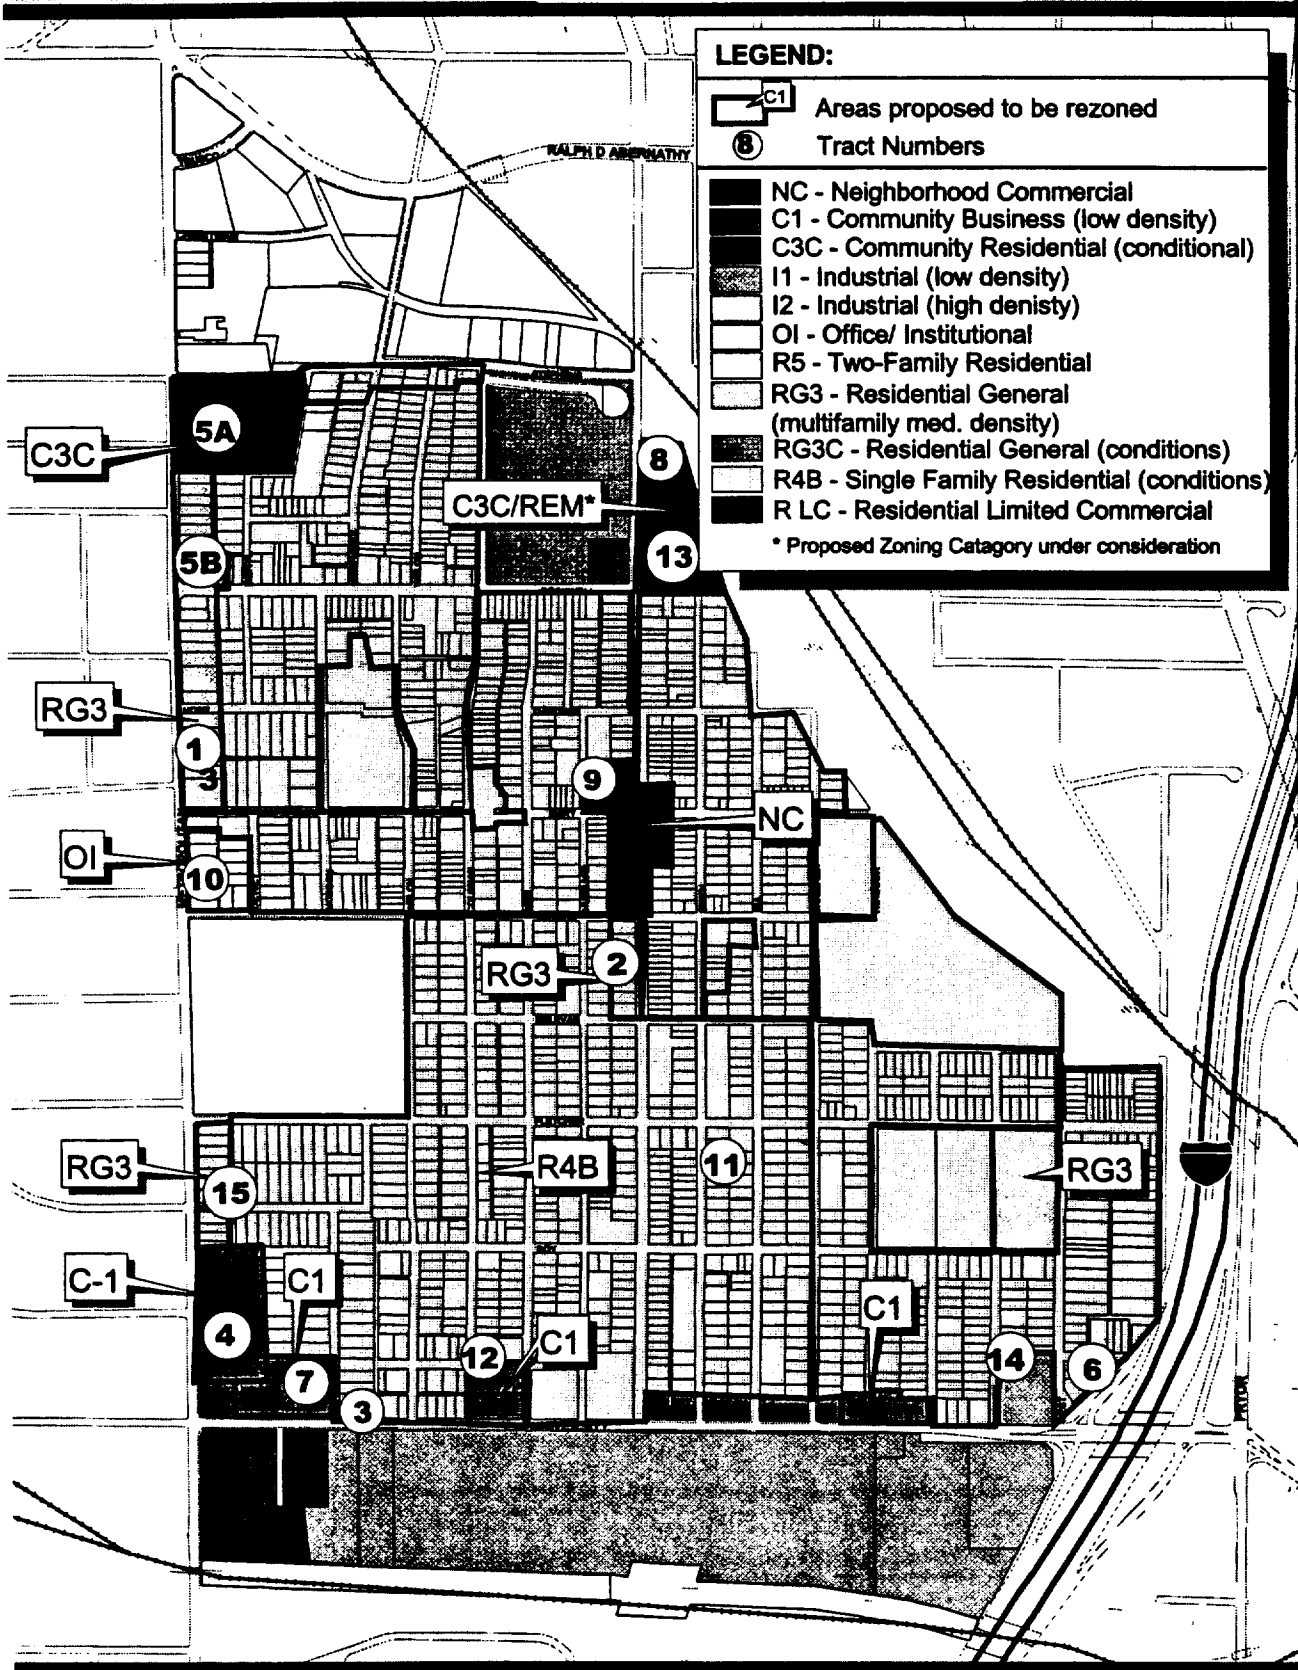 LEGEND:
C1
Areas proposed to be rezoned
8
Tract Numbers
RALPH D ABERNATHY
NC - Neighborhood Commercial
C1 - Community Business (low density)
C3C - Community Residential (conditional)
I1 - Industrial (low density)
I2 - Industrial (high denisty)
OI - Office/ Institutional
R5 - Two-Family Residential
RG3 - Residential General
(multifamily med. density)
RG3C - Residential General (conditions)
R4B - Single Family Residential (conditions)
R LC - Residential Limited Commercial
* Proposed Zoning Catagory under consideration
5A
C3C
8
C3C/REM*
13
5B
RG3
1
3
9
NC
OI
10
RG3
2
RG3
15
R4B
11
RG3
C-1
C1
4
7
12
C1
C1
14
6
3
PRYOR